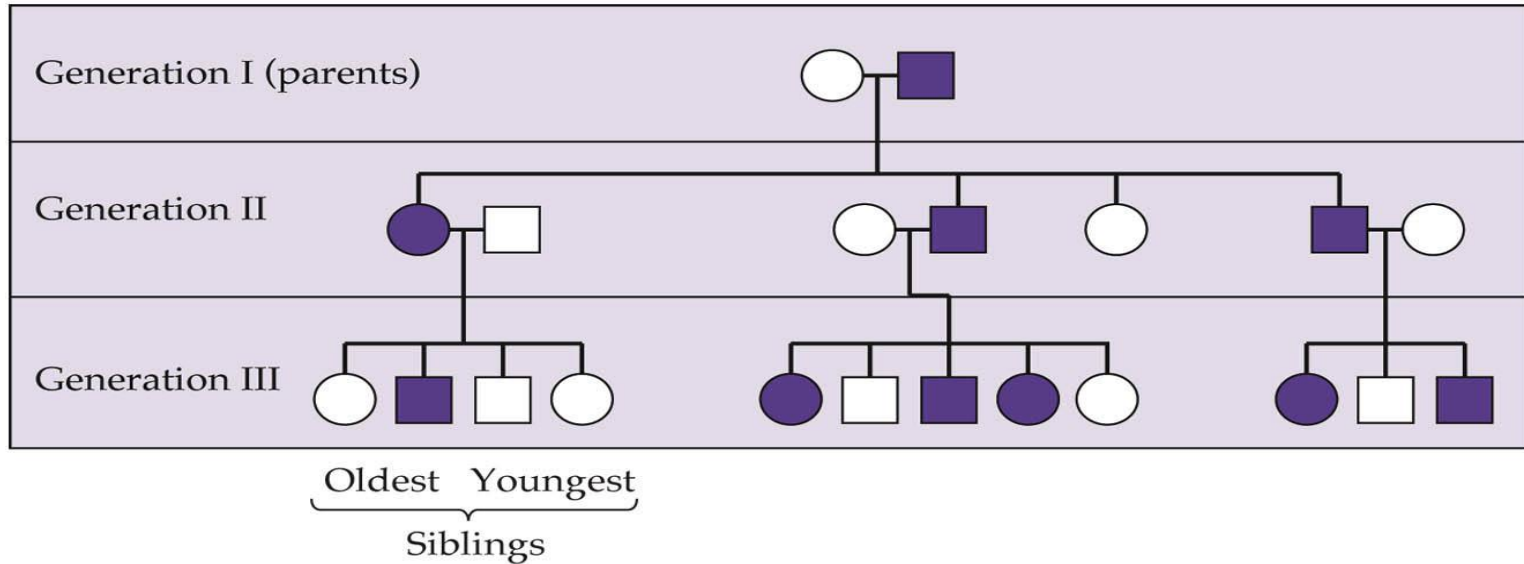 Generation I (parents)
Generation II
Generation III
Oldest Youngest
Siblings